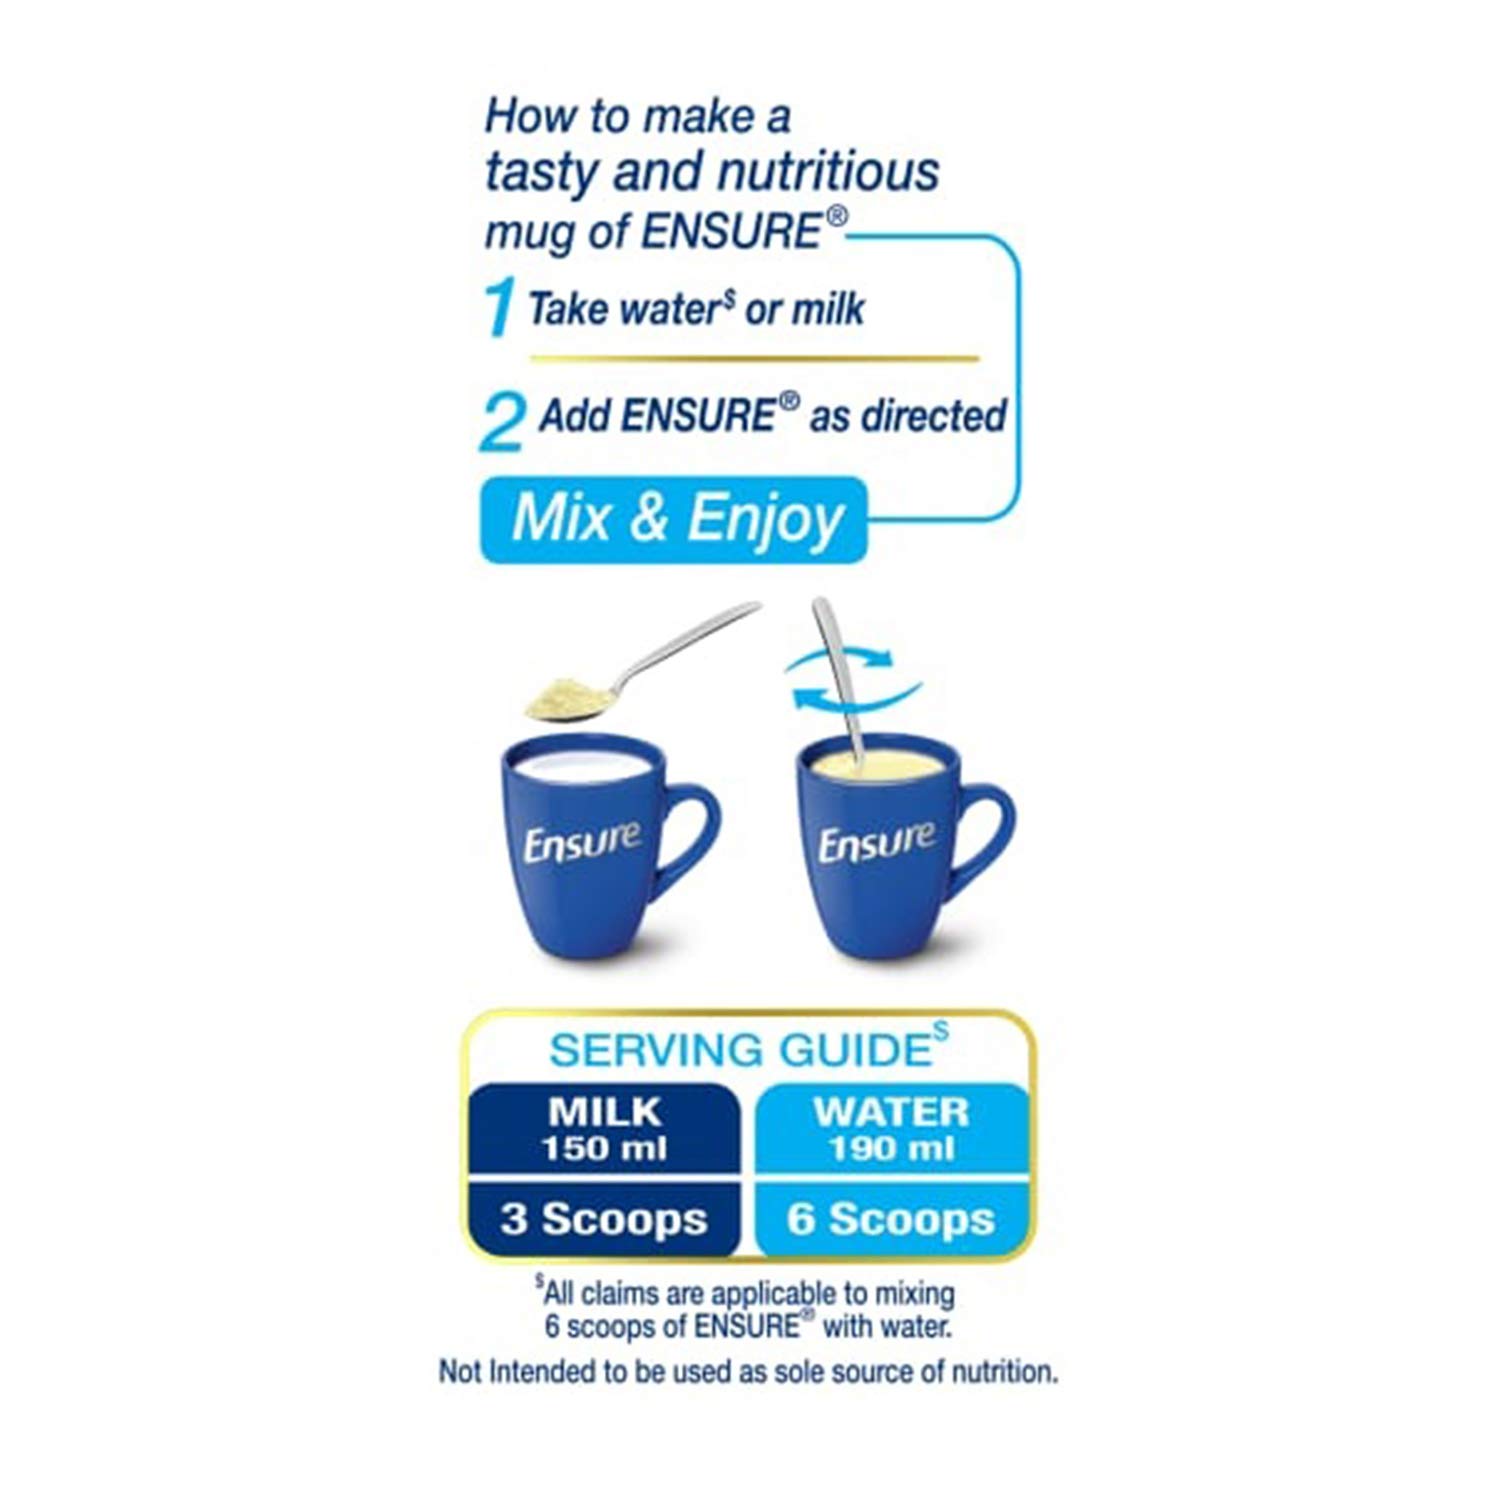 How to make a
tasty and nutritious
mug of ENSURE®
1 Take water$ or milk
2 Add ENSURE® as directed
Mix & Enjoy
Ensure Ensure
SERVING GUIDE$
MILK WATER
150 ml 190 ml
3 Scoops 6 Scoops
$All claims are applicable to mixing
6 scoops of ENSURE® with water.
Not Intended to be used as sole source of nutrition.